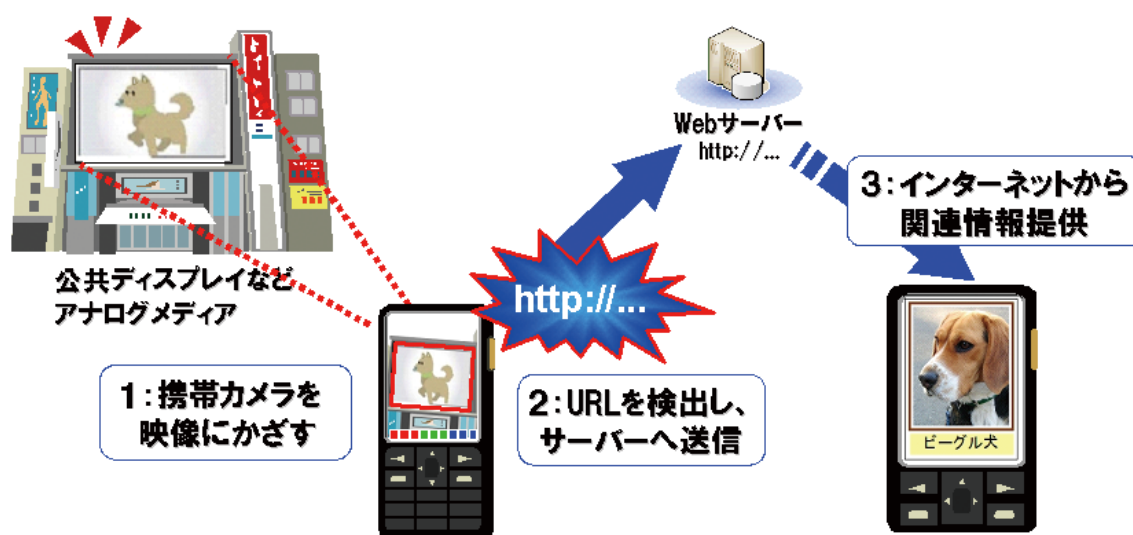 公共ディスプレイなど
アナログメディア
1:携帯カメラを
映像にかざす
http://...
2:URLを検出し、
サーバーへ送信
Webサーバー
http://...
3:インターネットから
関連情報提供
ビーグル犬